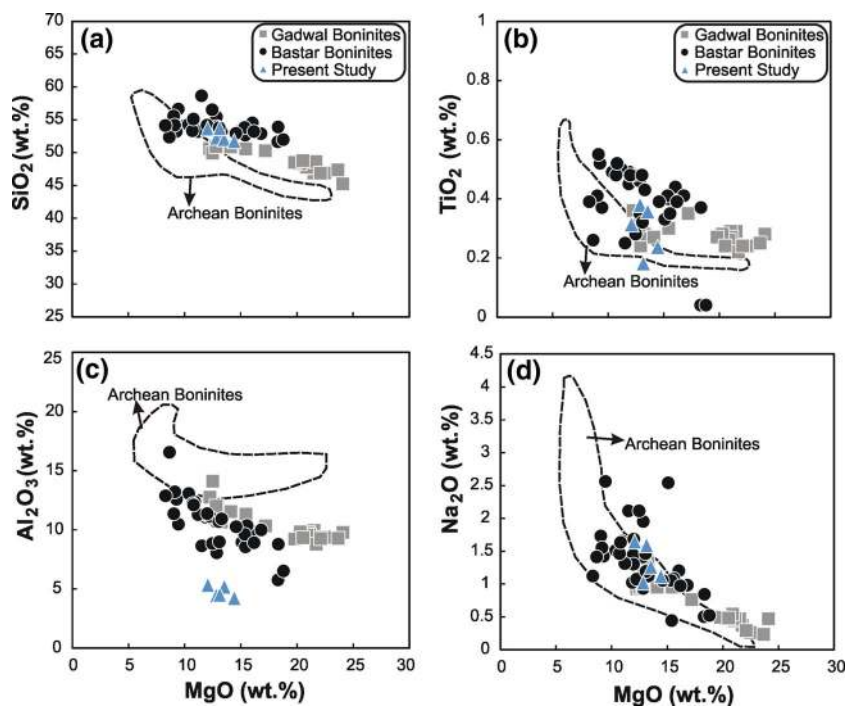 (a)
Gadwal Boninites
Bastar Boninites
Present Study
SiO2 (wt.%)
70
65
60
55
50
45
40
35
30
25
Archean Boninites
(b)
Gadwal Boninites
Bastar Boninites
Present Study
TiO2 (wt.%)
1
0.8
0.6
0.4
0.2
0
Archean Boninites
(c)
Archean Boninites
Al2O3 (wt.%)
25
20
15
10
5
0
0 5 10 15 20 25 30
MgO (wt.%)
(d)
Archean Boninites
Na2O (wt.%)
4.5
4
3.5
3
2.5
2
1.5
1
0.5
0
0 5 10 15 20 25 30
MgO (wt.%)